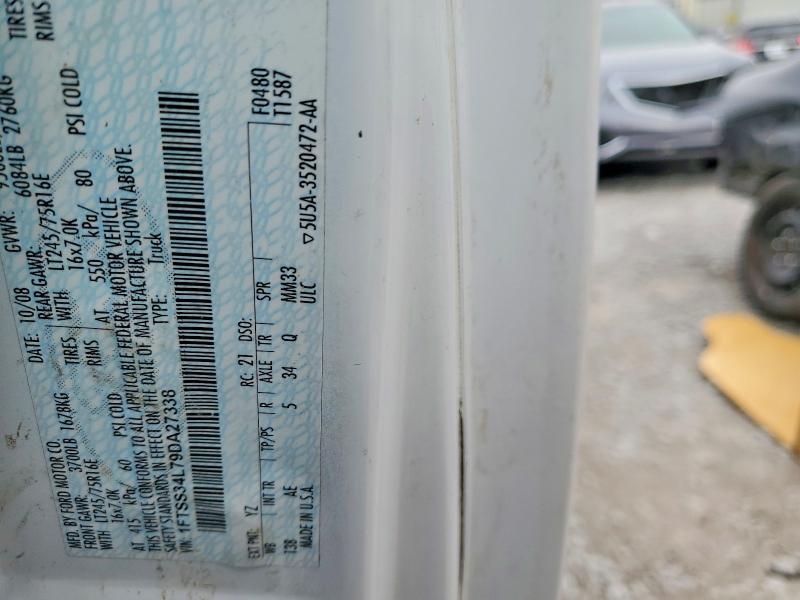 MFD. BY FORD MOTOR CO.
DATE: 10/08
GVWR:
FRONT GAWR: 3700LB 1678KG
REAR GAWR: 6084LB 2760KG
LT245/75R16E TIRES WITH LT245/75R16E TIRES
16x7.0K RIMS 16x7.0K RIMS
AT 415 kPa/ 60 PSI COLD AT 550 kPa/ 80 PSI COLD
THIS VEHICLE CONFORMS TO ALL APPLICABLE FEDERAL MOTOR VEHICLE
SAFETY STANDARDS IN EFFECT ON THE DATE OF MANUFACTURE SHOWN ABOVE.
VIN: 1FTSS34L79DA27338
TYPE: Truck
F0480
T1587
EXT PNT: YZ RC: 21 DSO:
WB INT TR TP/PS R AXLE TR SPR
138 AE 5 34 Q MM33
MADE IN U.S.A. ULC
▽5U5A-3520472-AA